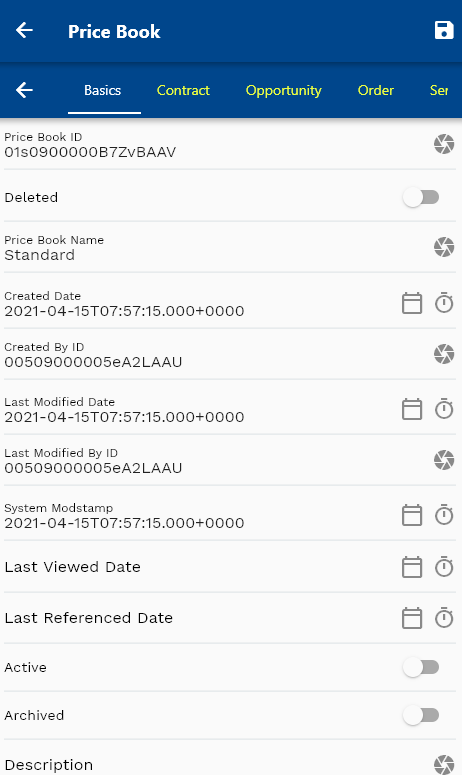 Price Book
Basics Contract Opportunity Order Ser
Price Book ID
01s0900000B7ZvBAAV
Deleted
Price Book Name
Standard
Created Date
2021-04-15T07:57:15.000+0000
Created By ID
00509000005eA2LAAU
Last Modified Date
2021-04-15T07:57:15.000+0000
Last Modified By ID
00509000005eA2LAAU
System Modstamp
2021-04-15T07:57:15.000+0000
Last Viewed Date
Last Referenced Date
Active
Archived
Description